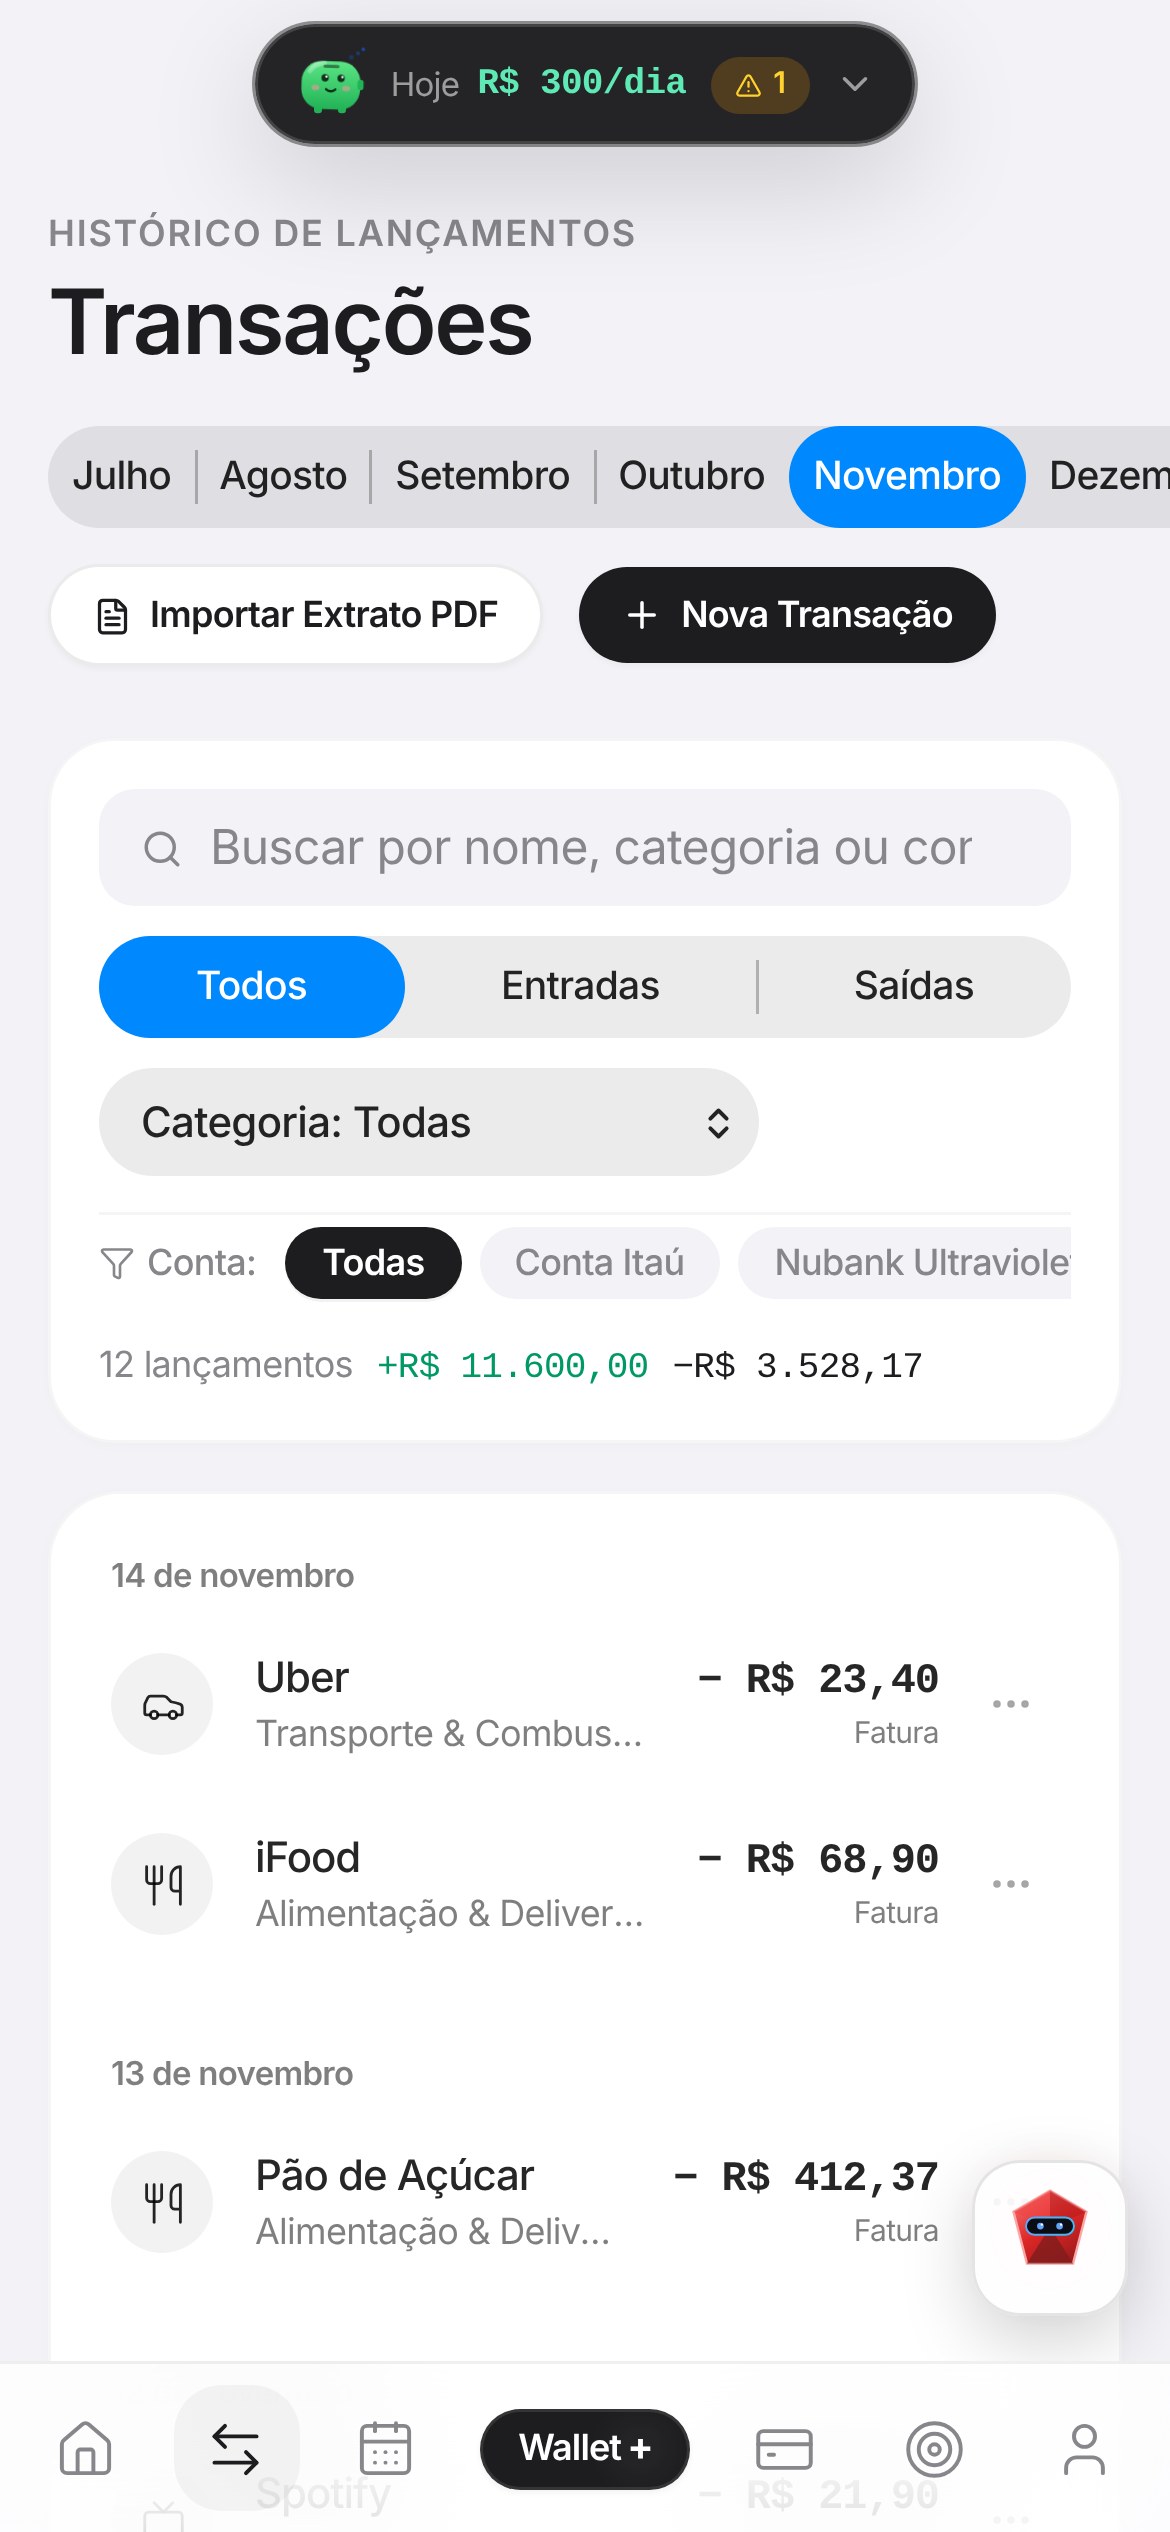 Hoje R$ 300/dia 1
HISTÓRICO DE LANÇAMENTOS
Transações
Julho Agosto Setembro Outubro Novembro Dezem
Importar Extrato PDF + Nova Transação
Buscar por nome, categoria ou cor
Todos Entradas Saídas
Categoria: Todas
Conta: Todas Conta Itaú Nubank Ultraviolet
12 lançamentos +R$ 11.600,00 −R$ 3.528,17
14 de novembro
Uber − R$ 23,40
Transporte & Combus... Fatura
iFood − R$ 68,90
Alimentação & Deliver... Fatura
13 de novembro
Pão de Açúcar − R$ 412,37
Alimentação & Deliv... Fatura
Wallet +
Spotify − R$ 21,90